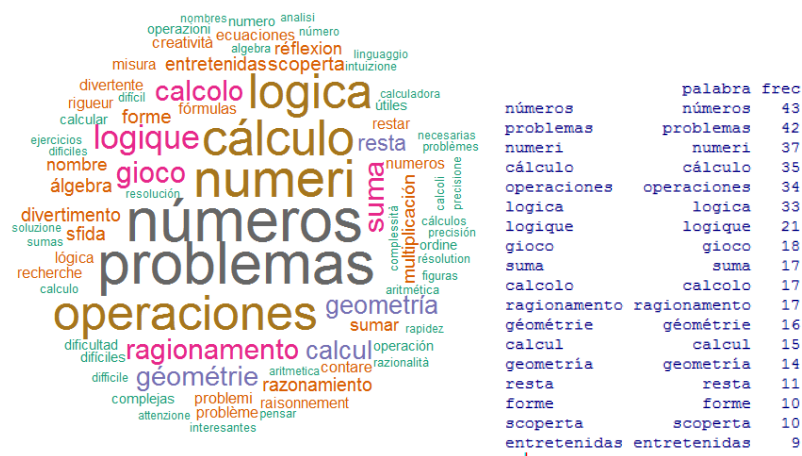 nombres numero analisi
operazioni ecuaciones número
creatività algebra réflexion linguaggio
misura entretenidas scoperta intuizione
divertente calcolo logica calculadora
rigueur difícil fórmulas útiles
calcular forme restar
ejercicios logique cálculo resta necesarias
difíciles problèmes
nombre gioco numeri suma numeros
álgebra resolución multiplicación calcoli precisione
divertimento números complessità cálculos
soluzione sfida precisión
sumas ordine
lógica problemas résolution
recherche figuras
calculo aritmética
operaciones geometría
sumar rapidez
dificultad ragionamento calcul operación
difíciles razionalità
difficile géométrie aritmetica contare
razonamiento
complejas problemi raisonnement
attenzione problème pensar
interesantes
palabra frec
números números 43
problemas problemas 42
numeri numeri 37
cálculo cálculo 35
operaciones operaciones 34
logica logica 33
logique logique 21
gioco gioco 18
suma suma 17
calcolo calcolo 17
ragionamento ragionamento 17
géométrie géométrie 16
calcul calcul 15
geometría geometría 14
resta resta 11
forme forme 10
scoperta scoperta 10
entretenidas entretenidas 9